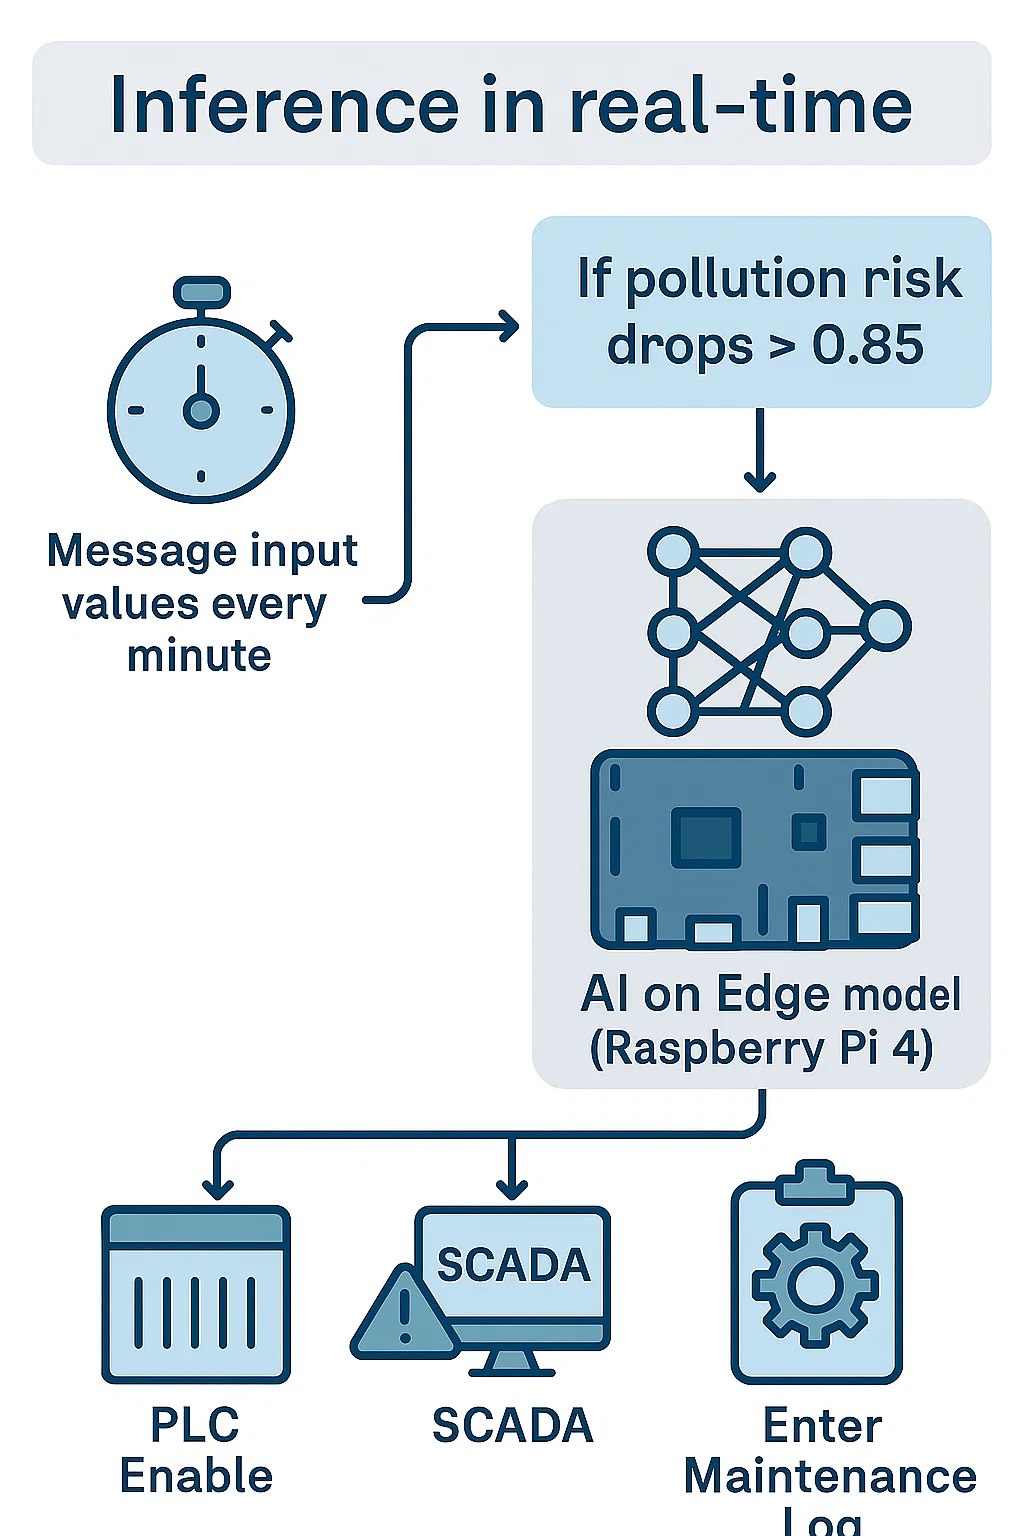 Inference in real-time
If pollution risk
drops > 0.85
Message input
values every
minute
AI on Edge model
(Raspberry Pi 4)
SCADA
PLC
Enable
SCADA
Enter
Maintenance
Log